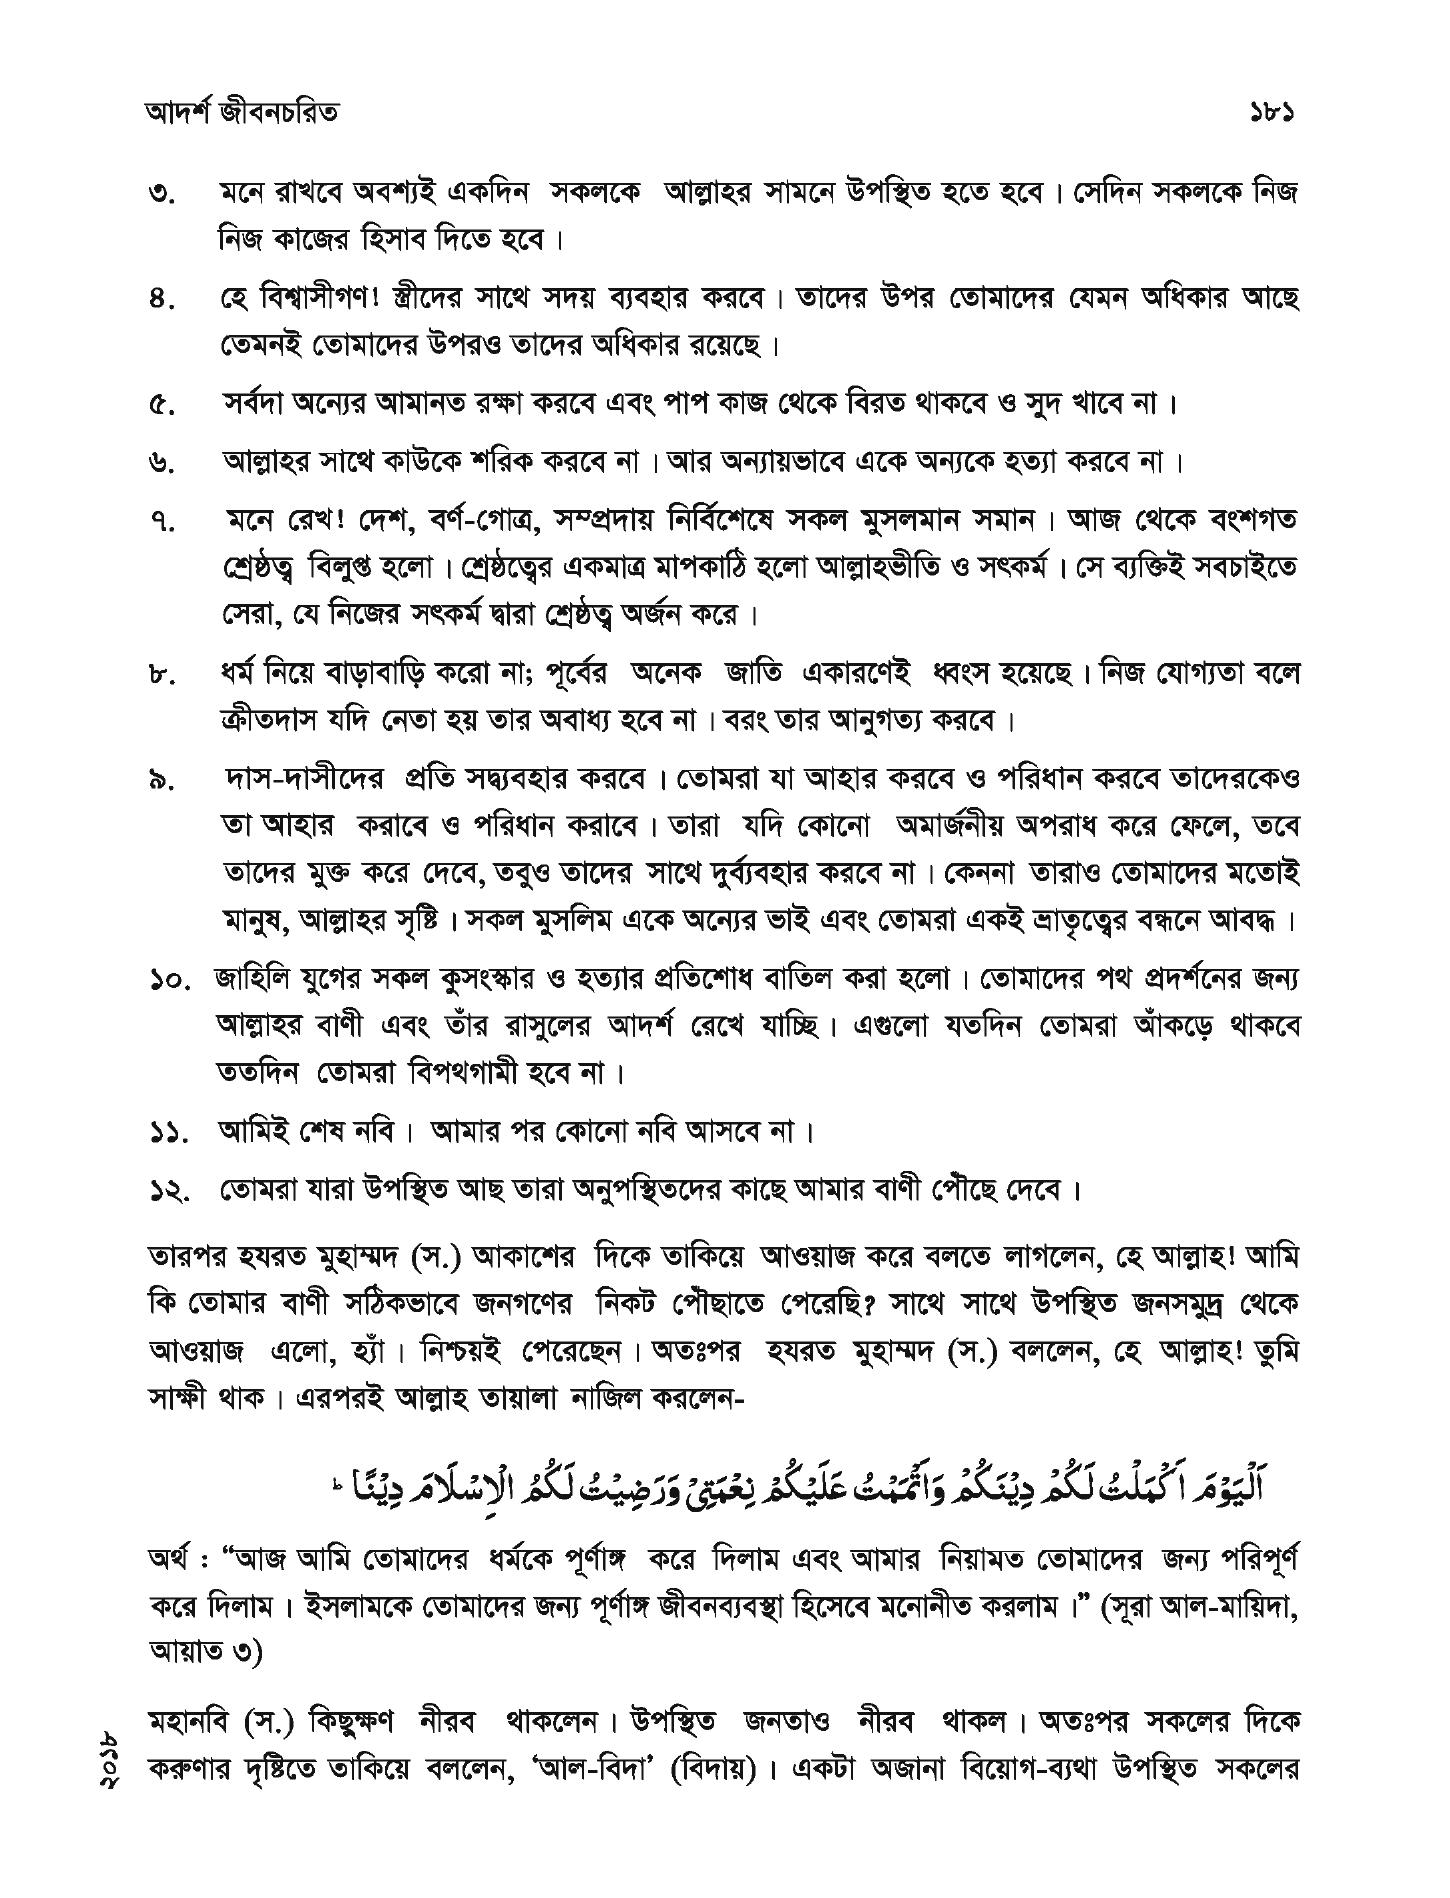 আদর্শ জীবনচরিত ১৮১
৩. মনে রাখবে অবশ্যই একদিন সকলকে আল্লাহর সামনে উপস্থিত হতে হবে। সেদিন সকলকে নিজ
নিজ কাজের হিসাব দিতে হবে।
৪. হে বিশ্বাসীগণ! স্ত্রীদের সাথে সদয় ব্যবহার করবে। তাদের উপর তোমাদের যেমন অধিকার আছে
তেমনই তোমাদের উপরও তাদের অধিকার রয়েছে।
৫. সর্বদা অন্যের আমানত রক্ষা করবে এবং পাপ কাজ থেকে বিরত থাকবে ও সুদ খাবে না।
৬. আল্লাহর সাথে কাউকে শরিক করবে না। আর অন্যায়ভাবে একে অন্যকে হত্যা করবে না।
৭. মনে রেখ! দেশ, বর্ণ-গোত্র, সম্প্রদায় নির্বিশেষে সকল মুসলমান সমান। আজ থেকে বংশগত
শ্রেষ্ঠত্ব বিলুপ্ত হলো। শ্রেষ্ঠত্বের একমাত্র মাপকাঠি হলো আল্লাহভীতি ও সৎকর্ম। সে ব্যক্তিই সবচাইতে
সেরা, যে নিজের সৎকর্ম দ্বারা শ্রেষ্ঠত্ব অর্জন করে।
৮. ধর্ম নিয়ে বাড়াবাড়ি করো না; পূর্বের অনেক জাতি একারণেই ধ্বংস হয়েছে। নিজ যোগ্যতা বলে
ক্রীতদাস যদি নেতা হয় তার অবাধ্য হবে না। বরং তার আনুগত্য করবে।
৯. দাস-দাসীদের প্রতি সদ্ব্যবহার করবে। তোমরা যা আহার করবে ও পরিধান করবে তাদেরকেও
তা আহার করাবে ও পরিধান করাবে। তারা যদি কোনো অমার্জনীয় অপরাধ করে ফেলে, তবে
তাদের মুক্ত করে দেবে, তবুও তাদের সাথে দুর্ব্যবহার করবে না। কেননা তারাও তোমাদের মতোই
মানুষ, আল্লাহর সৃষ্টি। সকল মুসলিম একে অন্যের ভাই এবং তোমরা একই ভ্রাতৃত্বের বন্ধনে আবদ্ধ।
১০. জাহিলি যুগের সকল কুসংস্কার ও হত্যার প্রতিশোধ বাতিল করা হলো। তোমাদের পথ প্রদর্শনের জন্য
আল্লাহর বাণী এবং তাঁর রাসুলের আদর্শ রেখে যাচ্ছি। এগুলো যতদিন তোমরা আঁকড়ে থাকবে
ততদিন তোমরা বিপথগামী হবে না।
১১. আমিই শেষ নবি। আমার পর কোনো নবি আসবে না।
১২. তোমরা যারা উপস্থিত আছ তারা অনুপস্থিতদের কাছে আমার বাণী পৌঁছে দেবে।
তারপর হযরত মুহাম্মদ (স.) আকাশের দিকে তাকিয়ে আওয়াজ করে বলতে লাগলেন, হে আল্লাহ! আমি
কি তোমার বাণী সঠিকভাবে জনগণের নিকট পৌঁছাতে পেরেছি? সাথে সাথে উপস্থিত জনসমুদ্র থেকে
আওয়াজ এলো, হ্যাঁ। নিশ্চয়ই পেরেছেন। অতঃপর হযরত মুহাম্মদ (স.) বললেন, হে আল্লাহ! তুমি
সাক্ষী থাক। এরপরই আল্লাহ তায়ালা নাজিল করলেন-
اَلْيَوْمَ اَكْمَلْتُ لَكُمْ دِيْنَكُمْ وَاَتْمَمْتُ عَلَيْكُمْ نِعْمَتِيْ وَرَضِيْتُ لَكُمُ الْاِسْلَامَ دِيْنًا ؕ
অর্থ : “আজ আমি তোমাদের ধর্মকে পূর্ণাঙ্গ করে দিলাম এবং আমার নিয়ামত তোমাদের জন্য পরিপূর্ণ
করে দিলাম। ইসলামকে তোমাদের জন্য পূর্ণাঙ্গ জীবনব্যবস্থা হিসেবে মনোনীত করলাম।” (সূরা আল-মায়িদা,
আয়াত ৩)
মহানবি (স.) কিছুক্ষণ নীরব থাকলেন। উপস্থিত জনতাও নীরব থাকল। অতঃপর সকলের দিকে
করুণার দৃষ্টিতে তাকিয়ে বললেন, ‘আল-বিদা’ (বিদায়)। একটা অজানা বিয়োগ-ব্যথা উপস্থিত সকলের
২০১৮